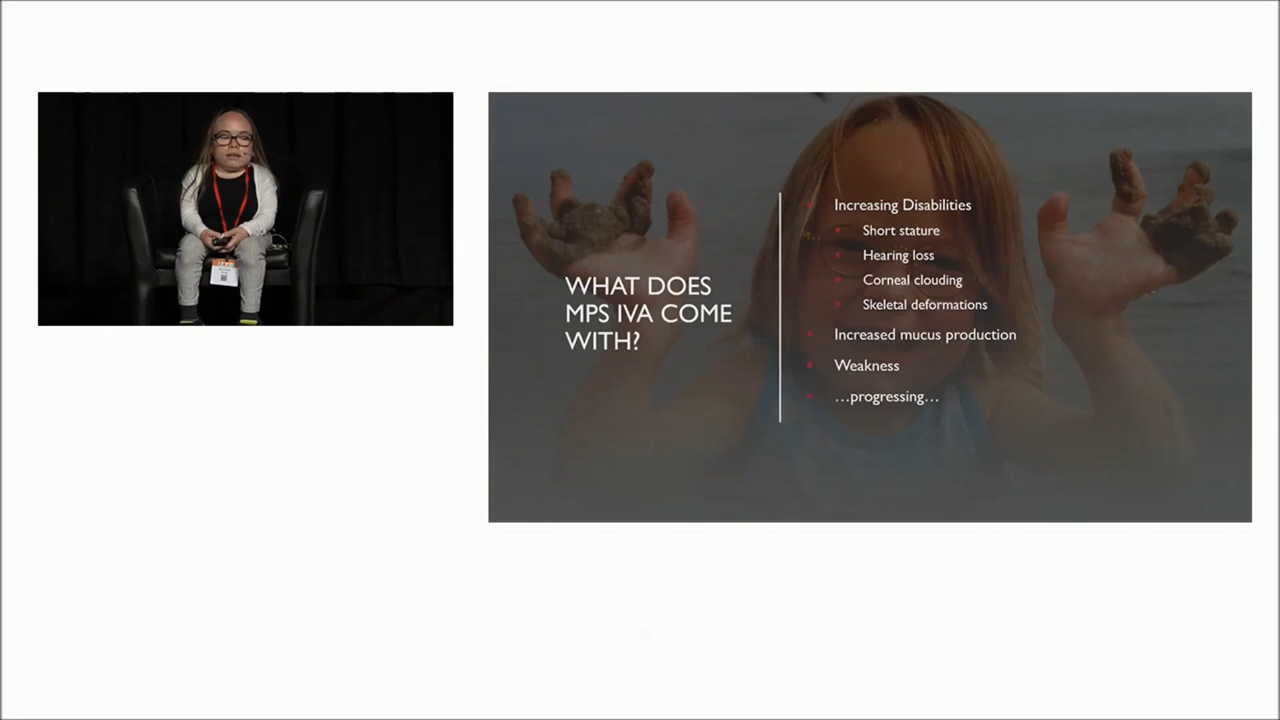 WHAT DOES
MPS IVA COME
WITH?
Increasing Disabilities
Short stature
Hearing loss
Corneal clouding
Skeletal deformations
Increased mucus production
Weakness
…progressing…